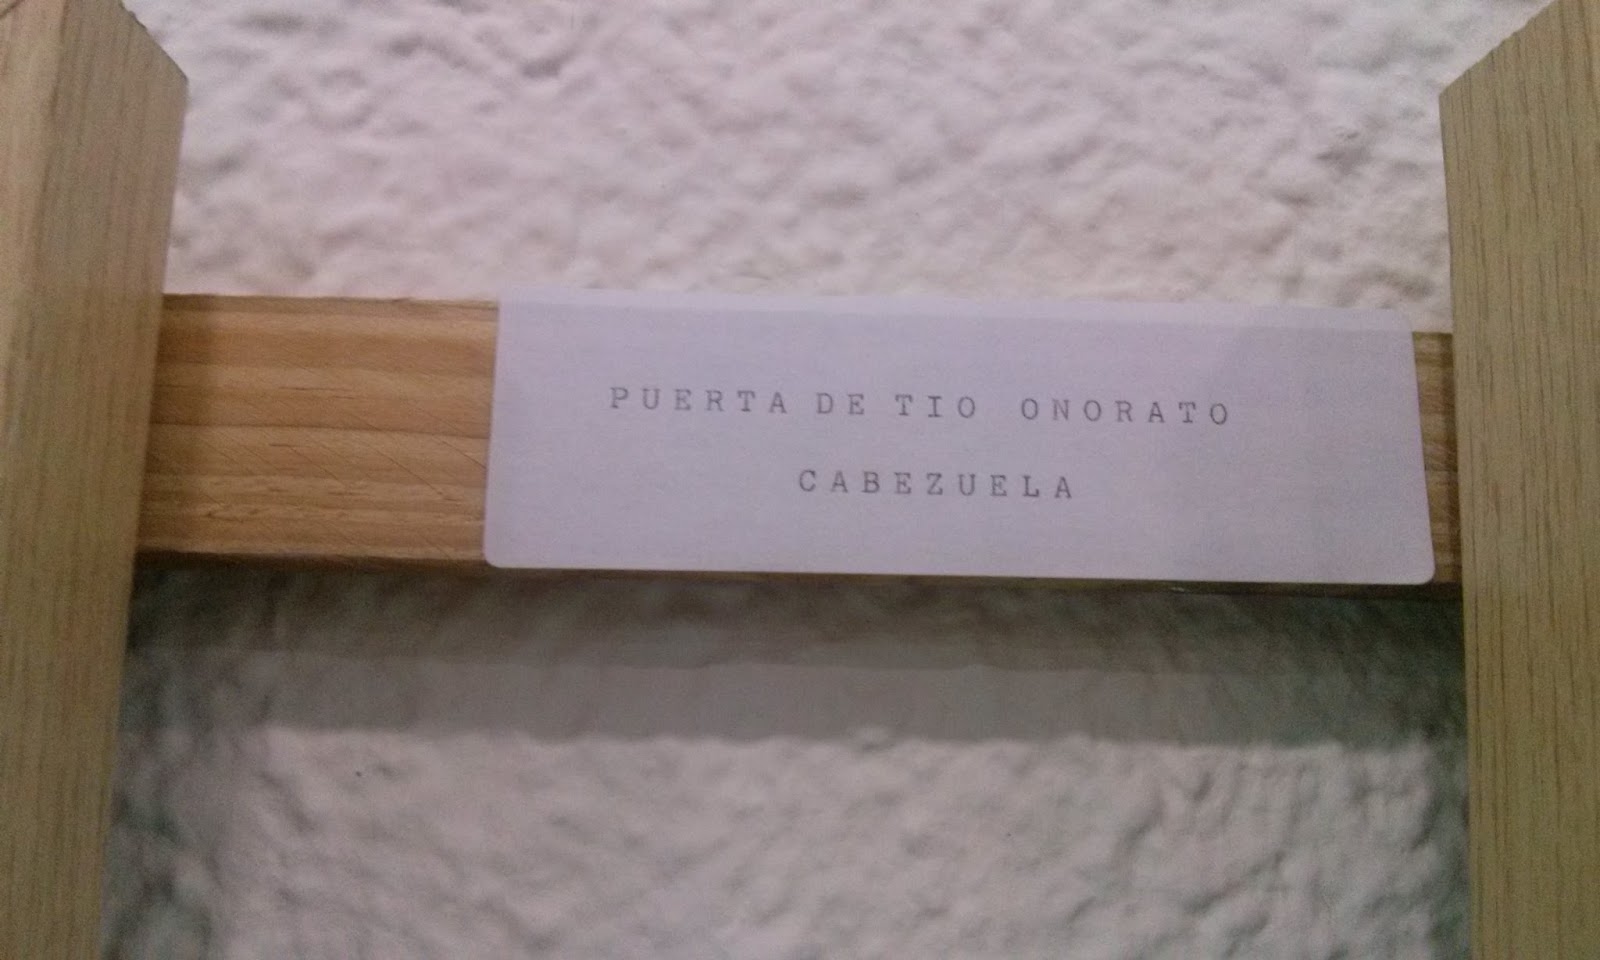 PUERTA DE TIO ONORATO
CABEZUELA